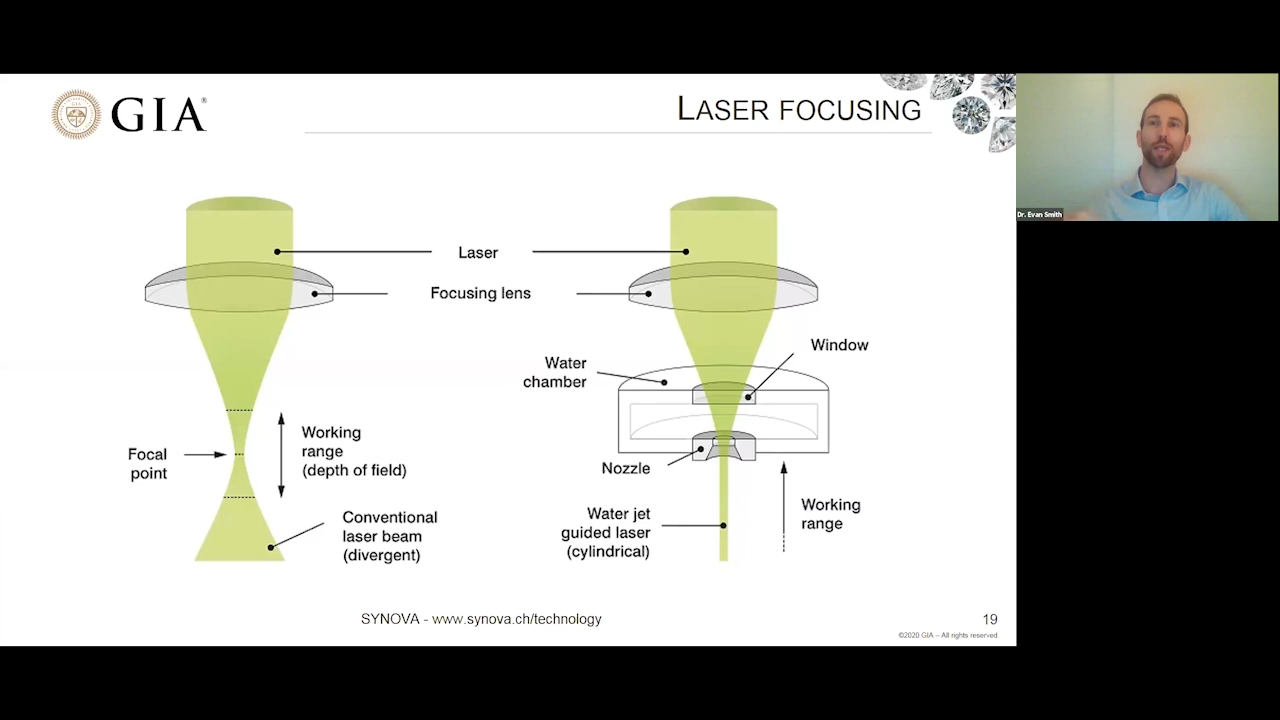 GIA®
LASER FOCUSING
Dr. Evan Smith
Laser
Focusing lens
Focal
point
Working
range
(depth of field)
Conventional
laser beam
(divergent)
Window
Water
chamber
Nozzle
Water jet
guided laser
(cylindrical)
Working
range
SYNOVA - www.synova.ch/technology
19
©2020 GIA – All rights reserved.